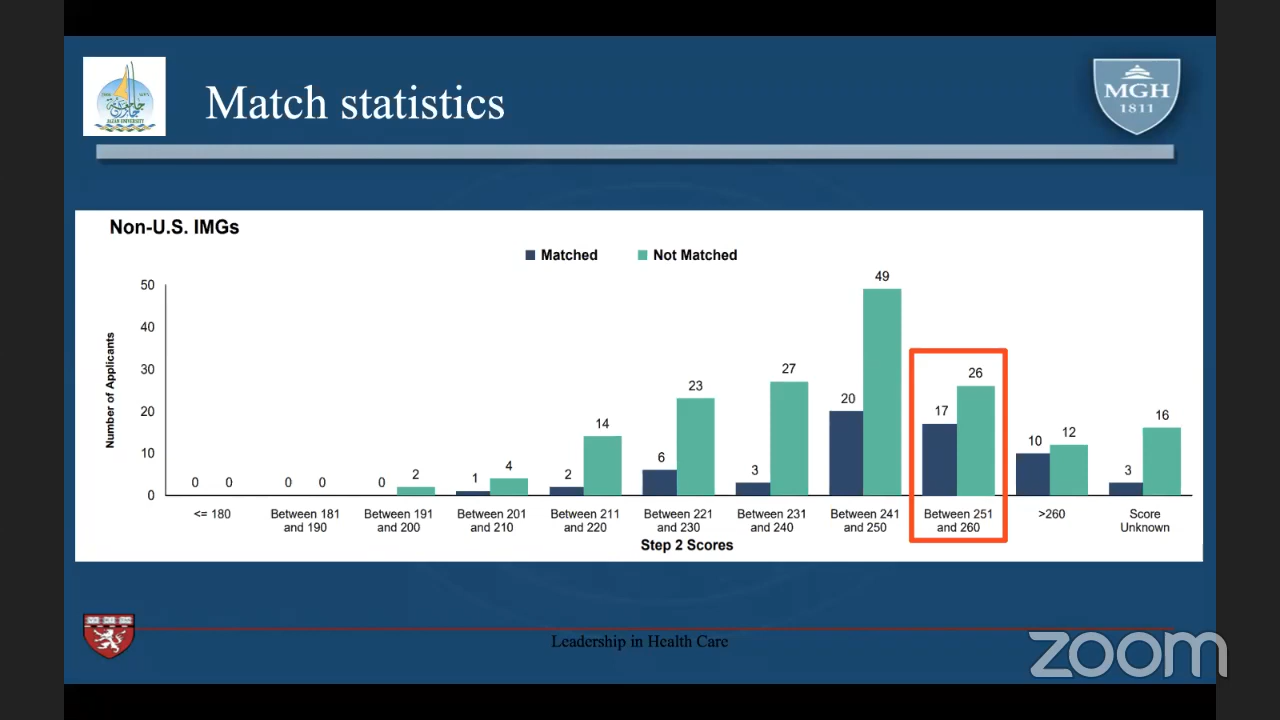 Match statistics
MGH
1811
جامعة
جازان
JAZAN UNIVERSITY
Non-U.S. IMGs
Matched
Not Matched
Number of Applicants
50
40
30
20
10
0
0 0
0 0
0 2
1 4
2 14
6 23
3 27
20 49
17 26
10 12
3 16
<= 180
Between 181
and 190
Between 191
and 200
Between 201
and 210
Between 211
and 220
Between 221
and 230
Between 231
and 240
Between 241
and 250
Between 251
and 260
>260
Score
Unknown
Step 2 Scores
Leadership in Health Care
zoom